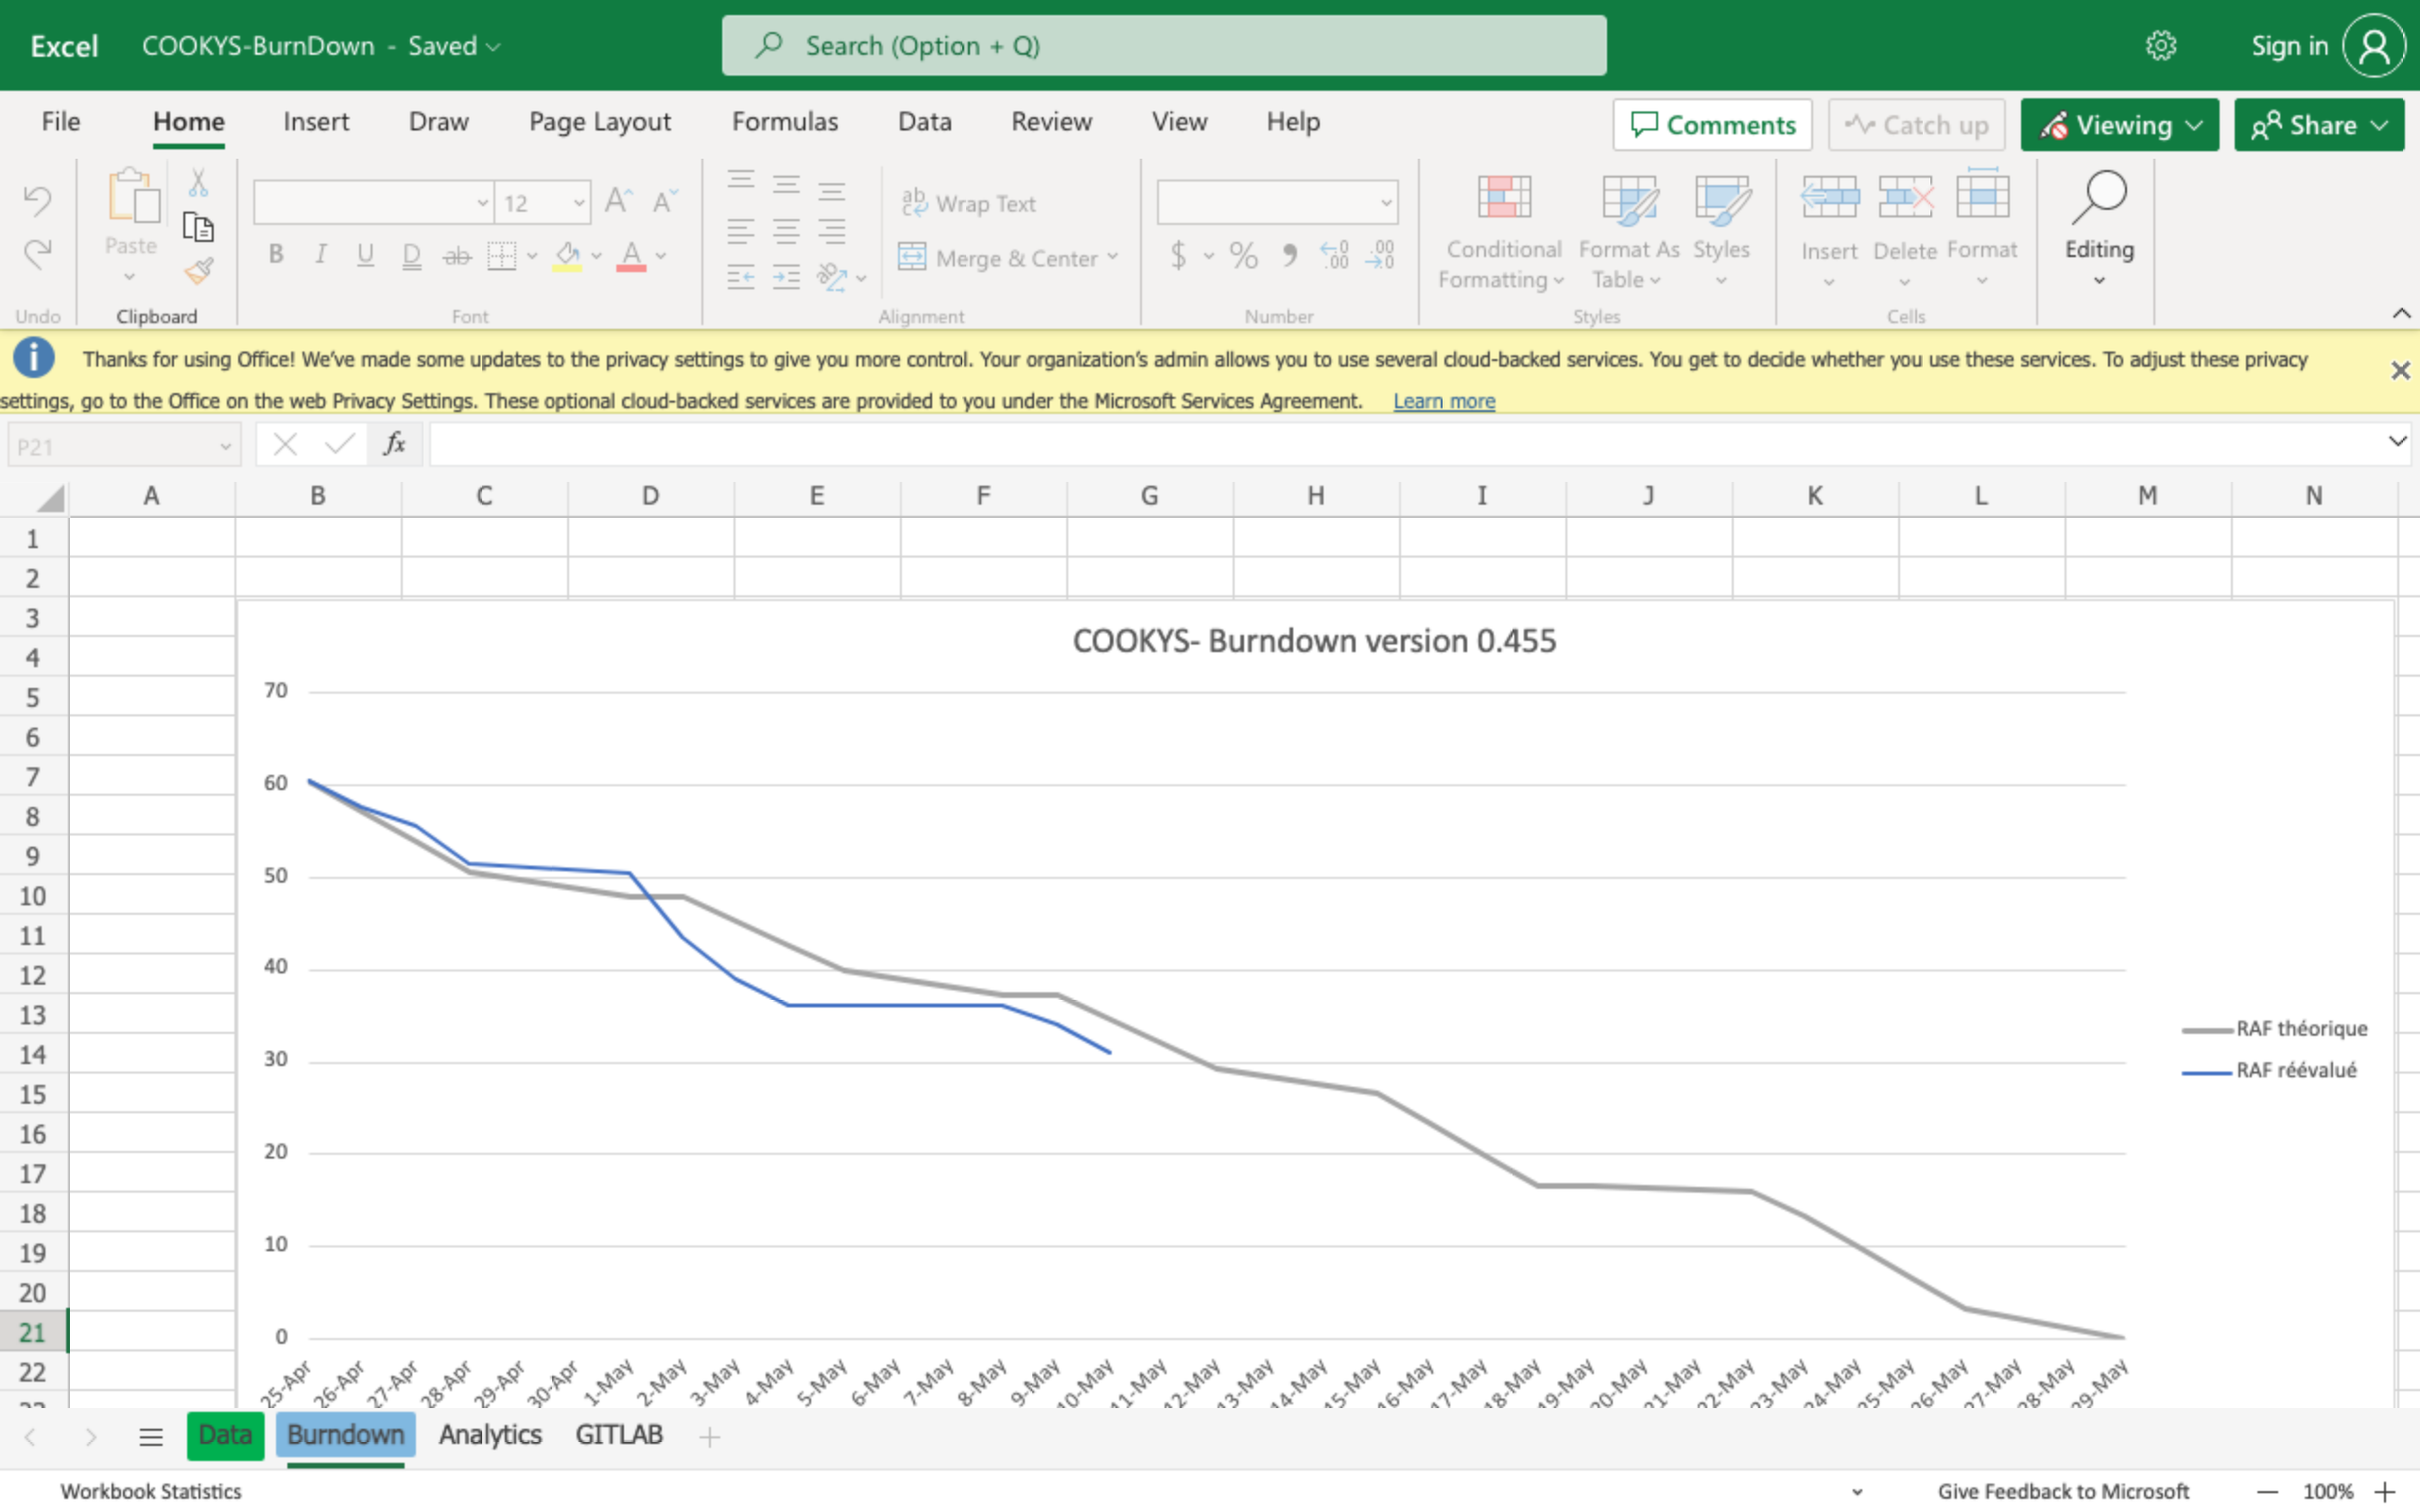 Excel COOKYS-BurnDown - Saved Search (Option + Q) Sign in
File Home Insert Draw Page Layout Formulas Data Review View Help Comments Catch up Viewing Share
Paste 12 A A ab Wrap Text Conditional Formatting Format As Table Styles Insert Delete Format Editing
B I U D ab A Merge & Center $ % , .00 .0
Undo Clipboard Font Alignment Number Styles Cells
Thanks for using Office! We've made some updates to the privacy settings to give you more control. Your organization's admin allows you to use several cloud-backed services. You get to decide whether you use these services. To adjust these privacy
settings, go to the Office on the web Privacy Settings. These optional cloud-backed services are provided to you under the Microsoft Services Agreement. Learn more
P21 fx
A B C D E F G H I J K L M N
1
2
3
4
5
6
7
8
9
10
11
12
13
14
15
16
17
18
19
20
21
22
COOKYS- Burndown version 0.455
70
60
50
40
30
20
10
0
25-Apr 26-Apr 27-Apr 28-Apr 29-Apr 30-Apr 1-May 2-May 3-May 4-May 5-May 6-May 7-May 8-May 9-May 10-May 11-May 12-May 13-May 14-May 15-May 16-May 17-May 18-May 19-May 20-May 21-May 22-May 23-May 24-May 25-May 26-May 27-May 28-May 29-May
RAF théorique
RAF réévalué
Data Burndown Analytics GITLAB
Workbook Statistics Give Feedback to Microsoft 100%